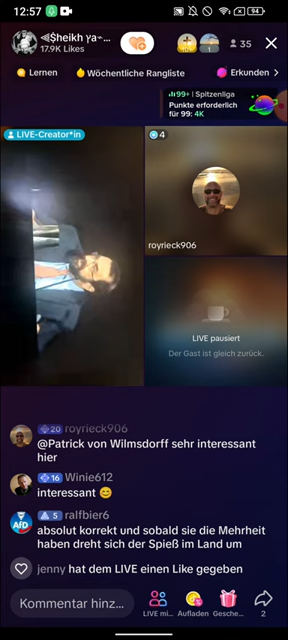 12:57
94
⫷$heikh ya~...
17.9K Likes
35
Lernen
Wöchentliche Rangliste
Erkunden >
99+ | Spitzenliga
Punkte erforderlich
für 99: 4K
LIVE-Creator*in
4
royrieck906
LIVE pausiert
Der Gast ist gleich zurück.
20 royrieck906
@Patrick von Wilmsdorff sehr interessant
hier
16 Winie612
interessant 😊
AfD
5 ralfbier6
absolut korrekt und sobald sie die Mehrheit
haben dreht sich der Spieß im Land um
jenny hat dem LIVE einen Like gegeben
Kommentar hinz...
LIVE mi...
Aufladen
Gesche...
2